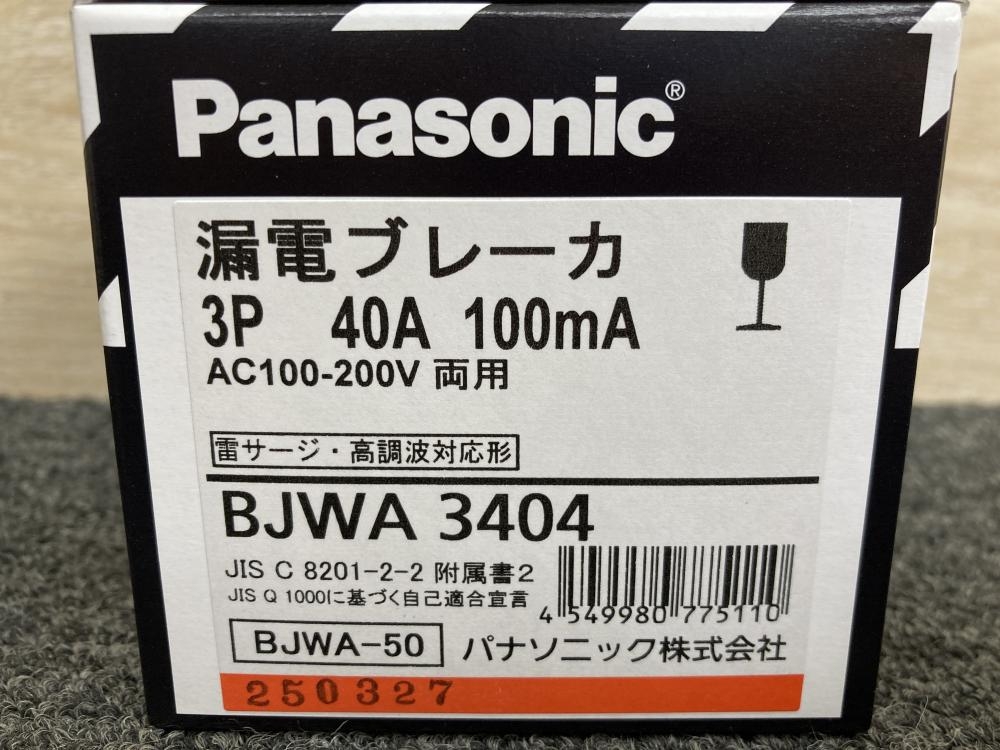 Panasonic®
漏電ブレーカ
3P 40A 100mA
AC100-200V 両用
雷サージ・高調波対応形
BJWA 3404
JIS C 8201-2-2 附属書2
JIS Q 1000に基づく自己適合宣言
4 549980 775110
BJWA-50 パナソニック株式会社
250327